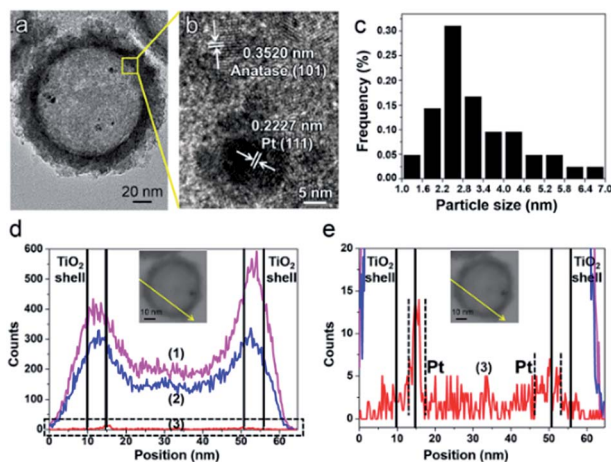 a
20 nm
b
0.3520 nm
Anatase (101)
0.2227 nm
Pt (111)
5 nm
c
Frequency (%)
0.30
0.25
0.20
0.15
0.10
0.05
0.00
1.0 1.6 2.2 2.8 3.4 4.0 4.6 5.2 5.8 6.4 7.0
Particle size (nm)
d
Counts
600
500
400
300
200
100
0
TiO₂
shell
10 nm
TiO₂
shell
(1)
(2)
(3)
0 10 20 30 40 50 60
Position (nm)
e
Counts
20
15
10
5
0
TiO₂
shell
10 nm
TiO₂
shell
Pt
(3)
Pt
0 10 20 30 40 50 60
Position (nm)